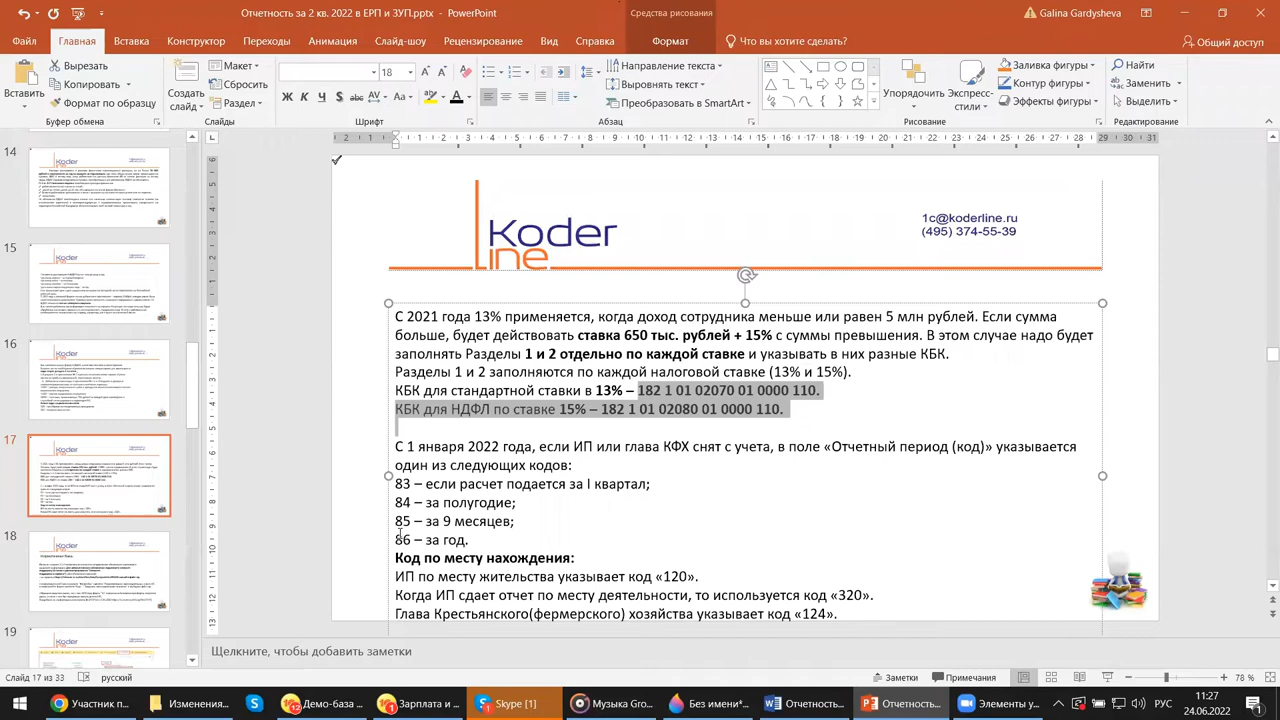 2 вариант в ЕРП и ЗУП. Отчетность - PowerPoint
Galina Gardysheva
Файл Главная Вставка Конструктор Переходы Анимация Слайд-шоу Рецензирование Вид Справка Формат Что вы хотите сделать? Общий доступ
Вставить Вырезать Копировать Формат по образцу
Буфер обмена
Создать слайд Макет Сбросить Раздел
Слайды
18
Шрифт
Направление текста
Выровнять текст
Преобразовать в SmartArt
Абзац
Упорядочить Экспресс-стили
Заливка фигуры
Контур фигуры
Эффекты фигуры
Рисование
Найти
Заменить
Выделить
Редактирование
14
15
16
17
18
19
Koder
line
1c@koderline.ru
(495) 374-55-39
С 2021 года 13% применяется, когда доход сотрудника меньше или равен 5 млн рублей. Если сумма
больше, будет действовать ставка 650 тыс. рублей + 15% с суммы превышения. В этом случае надо будет
заполнять Разделы 1 и 2 отдельно по каждой ставке и указывать в них разные КБК.
Разделы 1 и 2 заполняются по каждой налоговой ставке (13% и 15%).
КБК для стандартной ставки в 13% – 182 1 01 02070 01 0000 110.
КБК для НДФЛ по ставке 15% – 182 1 01 02080 01 0000 110.
С 1 января 2022 года, если ИП или глава КФХ снят с учета, в поле «Отчетный период (код)» указывается
один из следующих кодов:
83 – если расчет подается за I квартал;
84 – за полугодие;
85 – за 9 месяцев;
86 – за год.
Код по месту нахождения:
ИП по месту жительства указывает код «120».
Когда ИП сдает отчет по месту деятельности, то используется код «320».
Глава Крестьянского(фермерского) хозяйства указывает код «124».
Щелкните, чтобы добавить заметки
Слайд 17 из 33 русский Заметки Примечания 78 %
Участник п... Изменения... Демо-база ... Зарплата и ... Skype [1] Музыка Gro... Без имени*... Отчетность... Отчетность... Элементы у... РУС 11:27
24.06.2022